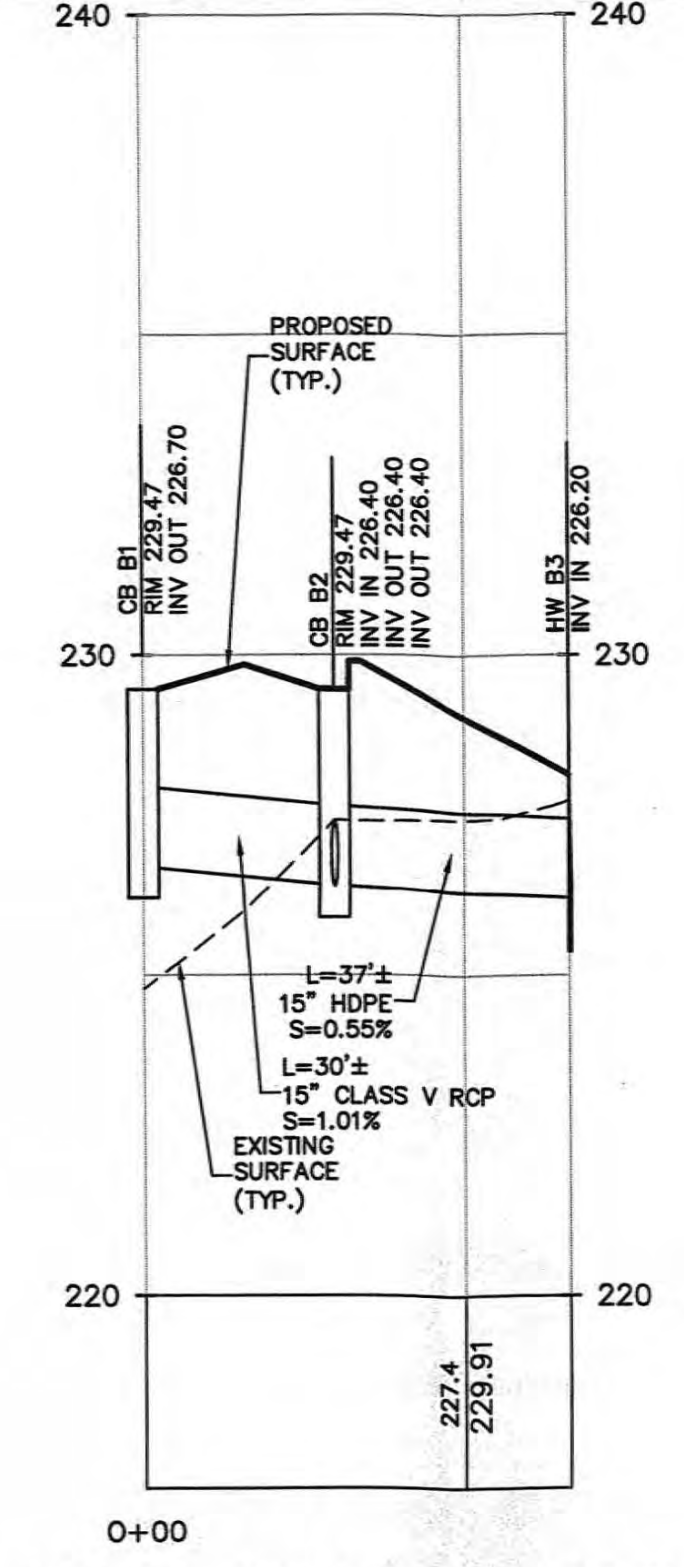 240
240
PROPOSED
SURFACE
(TYP.)
CB B1
RIM 229.47
INV OUT 226.70
CB B2
RIM 229.47
INV IN 226.40
INV OUT 226.40
INV OUT 226.40
HW B3
INV IN 226.20
230
230
L=37'±
15" HDPE
S=0.55%
L=30'±
15" CLASS V RCP
S=1.01%
EXISTING
SURFACE
(TYP.)
220
220
227.4
229.91
0+00